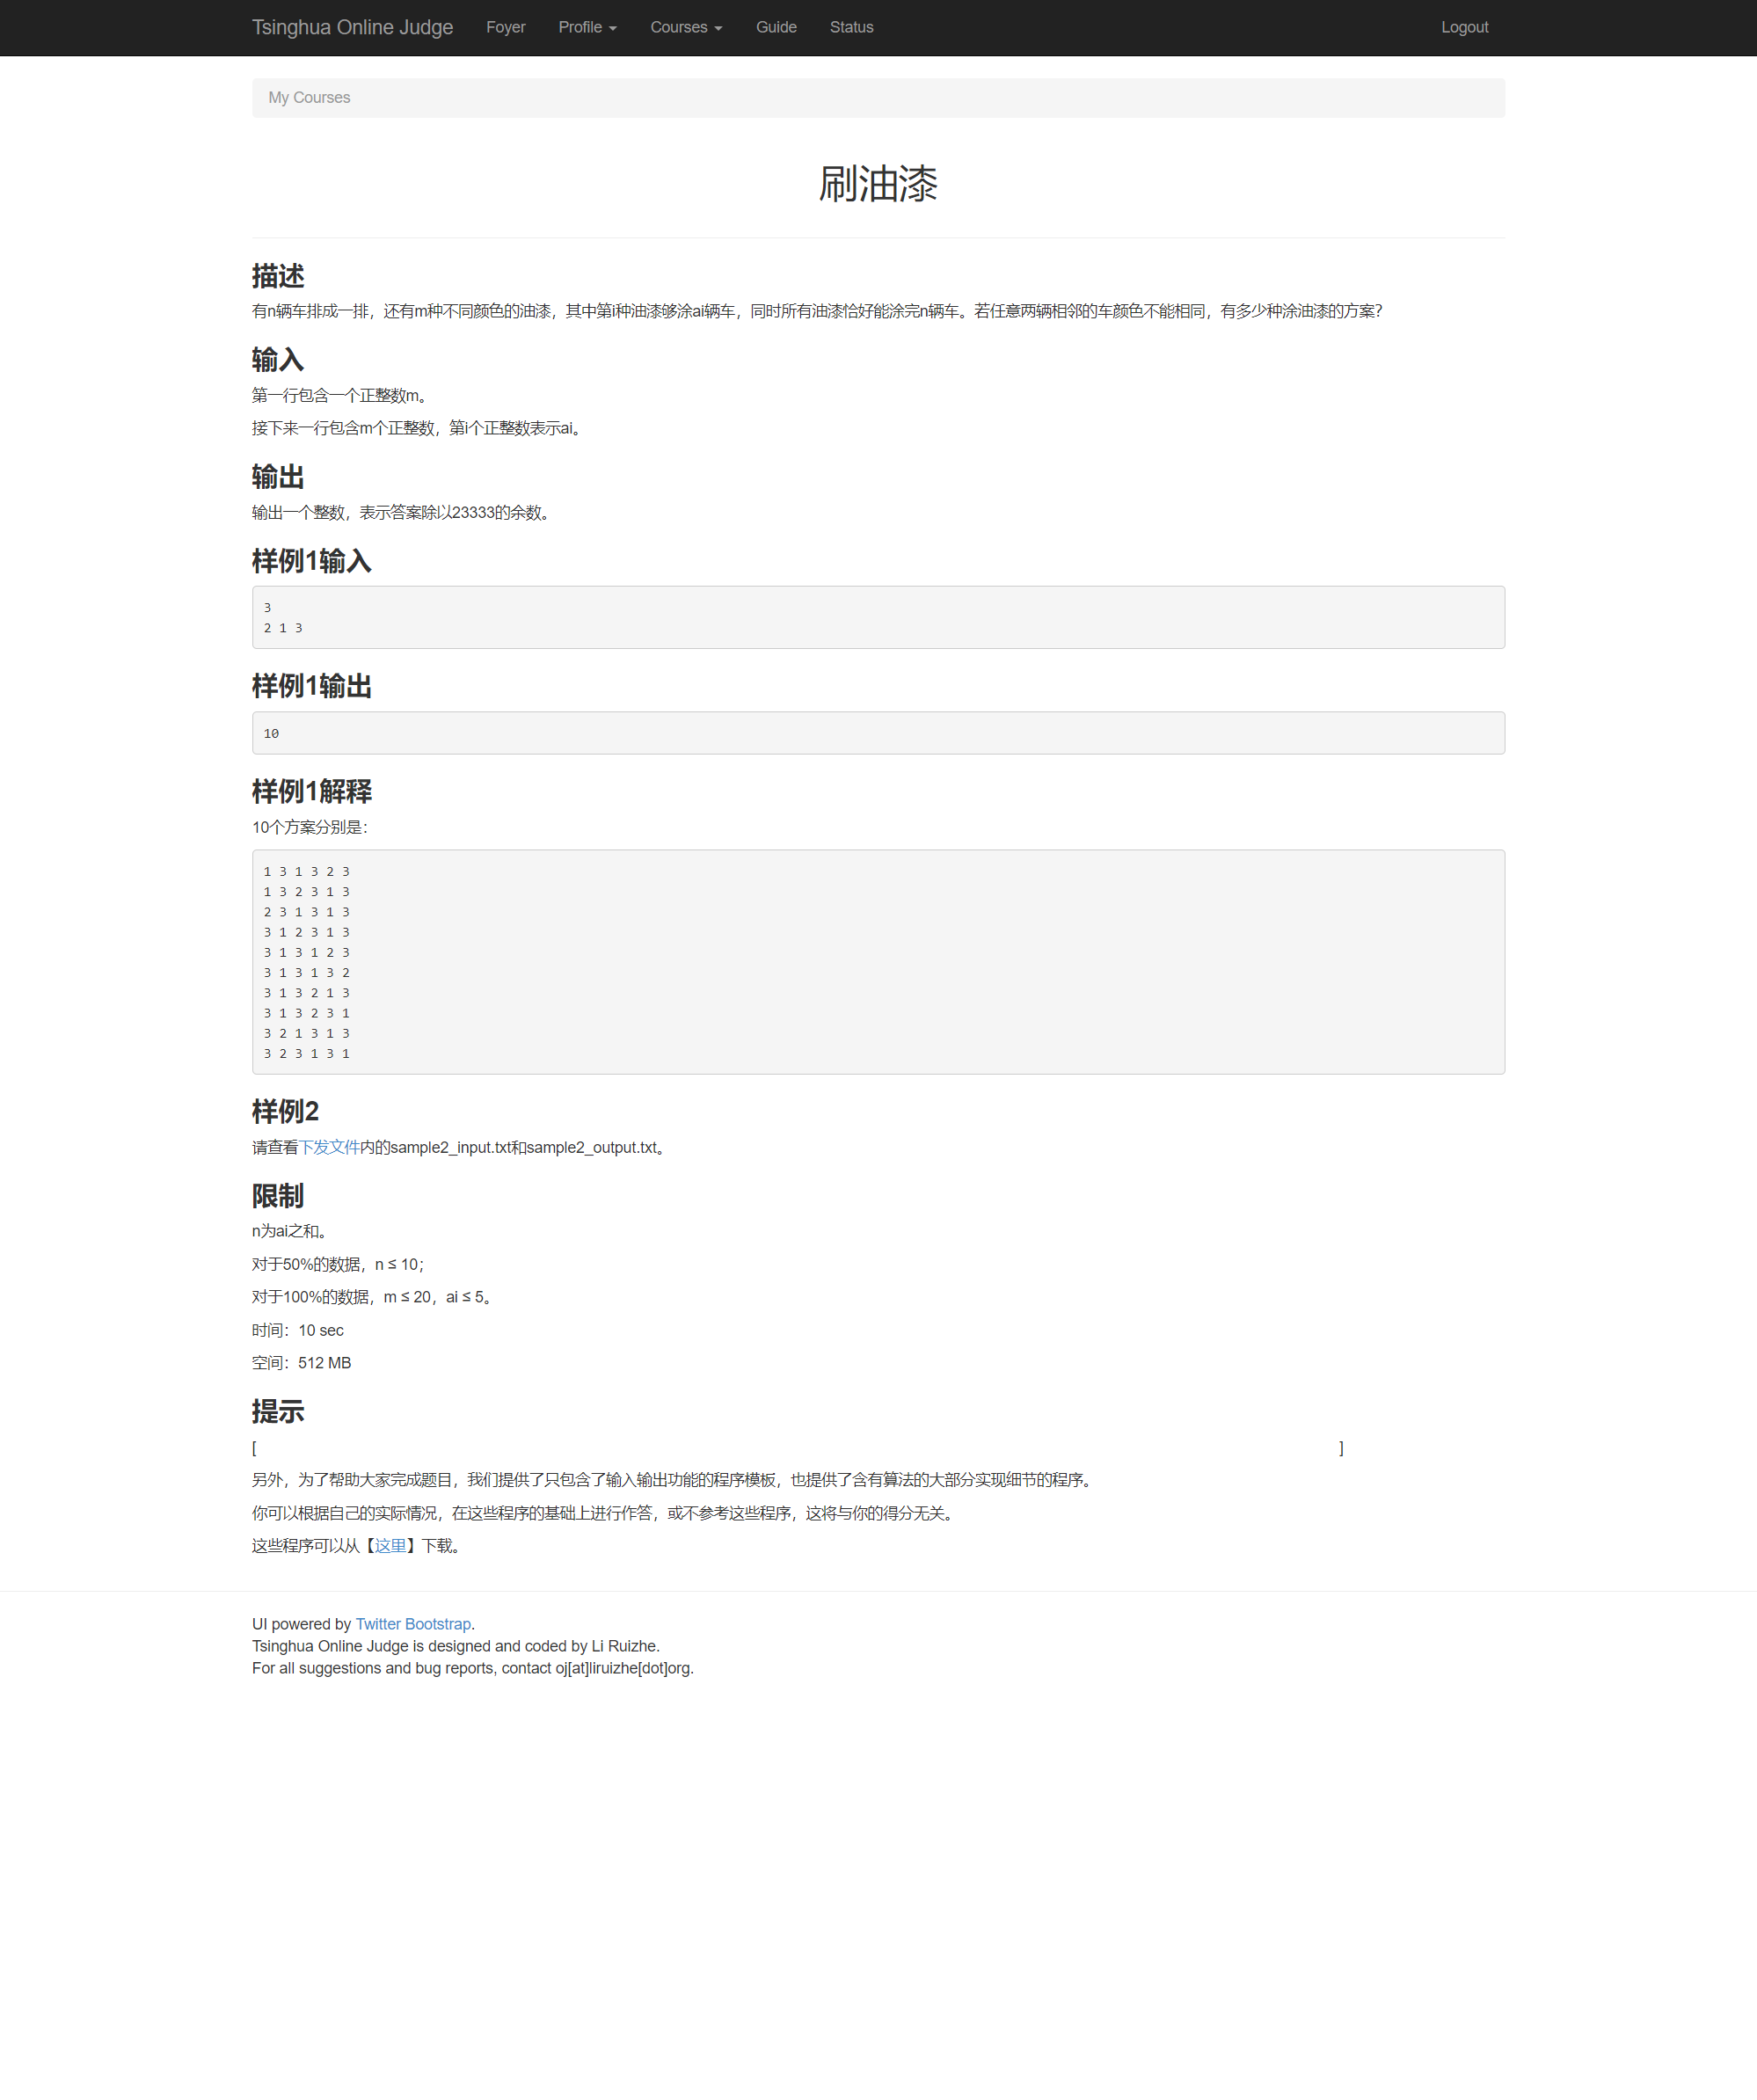 Tsinghua Online Judge Foyer Profile Courses Guide Status Logout
My Courses
刷油漆
描述
有n辆车排成一排，还有m种不同颜色的油漆，其中第i种油漆够涂ai辆车，同时所有油漆恰好能涂完n辆车。若任意两辆相邻的车颜色不能相同，有多少种涂油漆的方案？
输入
第一行包含一个正整数m。
接下来一行包含m个正整数，第i个正整数表示ai。
输出
输出一个整数，表示答案除以23333的余数。
样例1输入
3
2 1 3
样例1输出
10
样例1解释
10个方案分别是：
1 3 1 3 2 3
1 3 2 3 1 3
2 3 1 3 1 3
3 1 2 3 1 3
3 1 3 1 2 3
3 1 3 1 3 2
3 1 3 2 1 3
3 1 3 2 3 1
3 2 1 3 1 3
3 2 3 1 3 1
样例2
请查看下发文件内的sample2_input.txt和sample2_output.txt。
限制
n为ai之和。
对于50%的数据，n ≤ 10；
对于100%的数据，m ≤ 20，ai ≤ 5。
时间：10 sec
空间：512 MB
提示
[ ]
另外，为了帮助大家完成题目，我们提供了只包含了输入输出功能的程序模板，也提供了含有算法的大部分实现细节的程序。
你可以根据自己的实际情况，在这些程序的基础上进行作答，或不参考这些程序，这将与你的得分无关。
这些程序可以从【这里】下载。
UI powered by Twitter Bootstrap.
Tsinghua Online Judge is designed and coded by Li Ruizhe.
For all suggestions and bug reports, contact oj[at]liruizhe[dot]org.